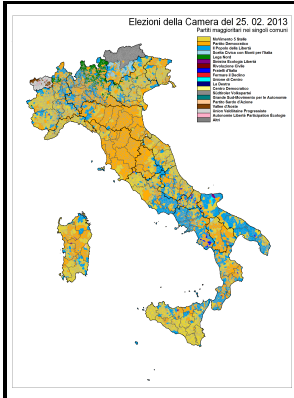 Elezioni della Camera del 25. 02. 2013
Partiti maggioritari nei singoli comuni
Movimento 5 Stelle
Partito Democratico
Il Popolo della Libertà
Scelta Civica con Monti per l'Italia
Lega Nord
Sinistra Ecologia Libertà
Rivoluzione Civile
Fratelli d'Italia
Fermare il Declino
Unione di Centro
La Destra
Centro Democratico
Südtiroler Volkspartei
Grande Sud-Movimento per le Autonomie
Partito Sardo d'Azione
Vallée d'Aoste
Union Valdôtaine Progressiste
Autonomie Liberté Participation Écologie
Altri